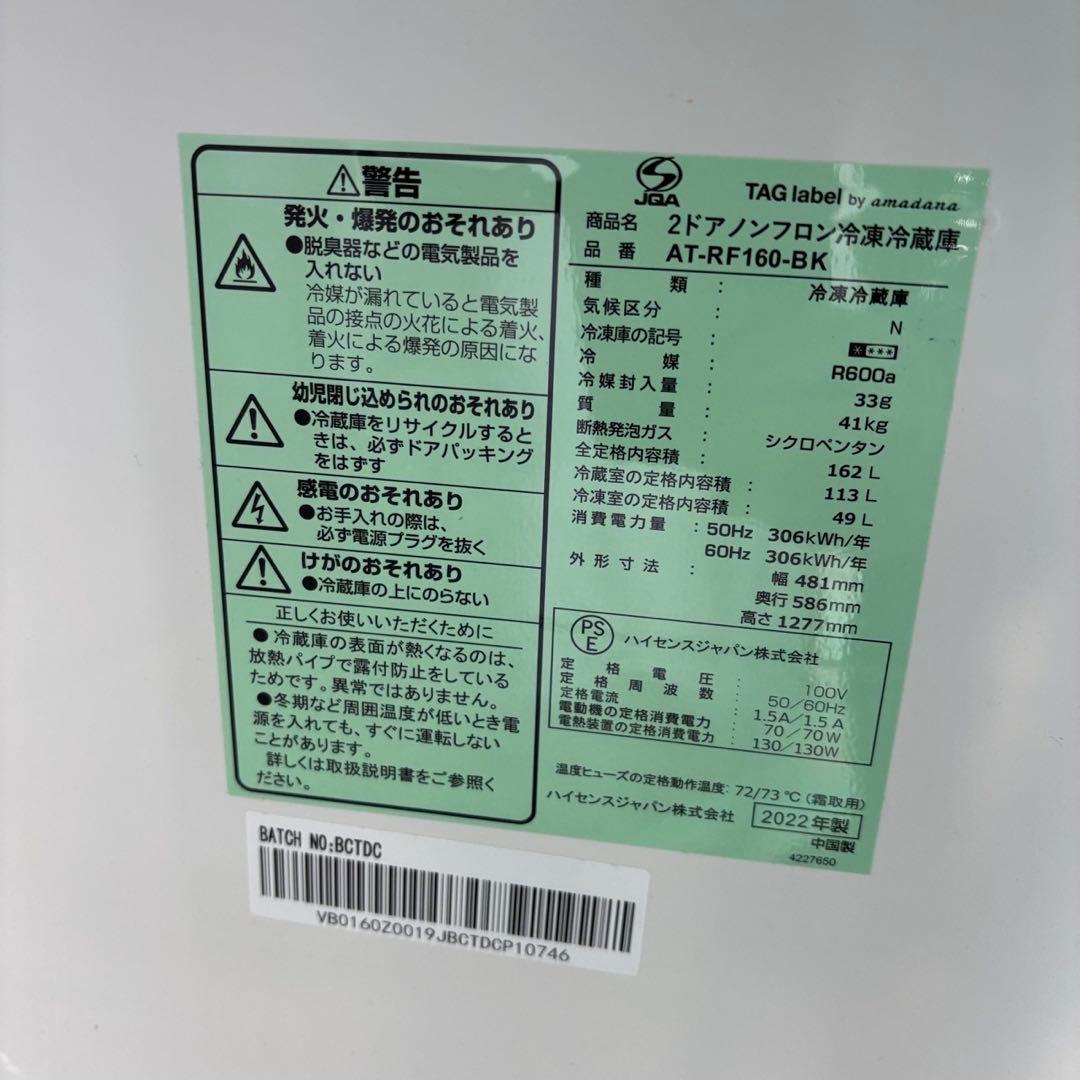 ⚠警告
発火・爆発のおそれあり
●脱臭器などの電気製品を
入れない
冷媒が漏れていると電気製
品の接点の火花による着火、
着火による爆発の原因にな
ります。
幼児閉じ込められのおそれあり
●冷蔵庫をリサイクルすると
きは、必ずドアパッキング
をはずす
感電のおそれあり
●お手入れの際は、
必ず電源プラグを抜く
けがのおそれあり
●冷蔵庫の上にのらない
正しくお使いいただくために
●冷蔵庫の表面が熱くなるのは、
放熱パイプで露付防止をしている
ためです。異常ではありません。
●冬期など周囲温度が低いとき電
源を入れても、すぐに運転しない
ことがあります。
詳しくは取扱説明書をご参照く
ださい。
JQA
TAG label by amadana
商品名 2ドアノンフロン冷凍冷蔵庫
品番 AT-RF160-BK
種類 : 冷凍冷蔵庫
気候区分 : N
冷凍庫の記号 : ****
冷媒 : R600a
冷媒封入量 : 33g
質量 : 41kg
断熱発泡ガス : シクロペンタン
全定格内容積 : 162 L
冷蔵室の定格内容積 : 113 L
冷凍室の定格内容積 : 49 L
消費電力量 : 50Hz 306kWh/年
60Hz 306kWh/年
外形寸法 : 幅 481mm
奥行 586mm
高さ 1277mm
PSE ハイセンスジャパン株式会社
定格電圧 : 100V
定格周波数 : 50/60Hz
定格電流 : 1.5A/1.5A
電動機の定格消費電力 : 70/70W
電熱装置の定格消費電力 : 130/130W
温度ヒューズの定格動作温度: 72/73℃(霜取用)
ハイセンスジャパン株式会社 2022年製
中国製
4227650
BATCH NO:BCTDC
VB0160Z0019JBCTDCP10746